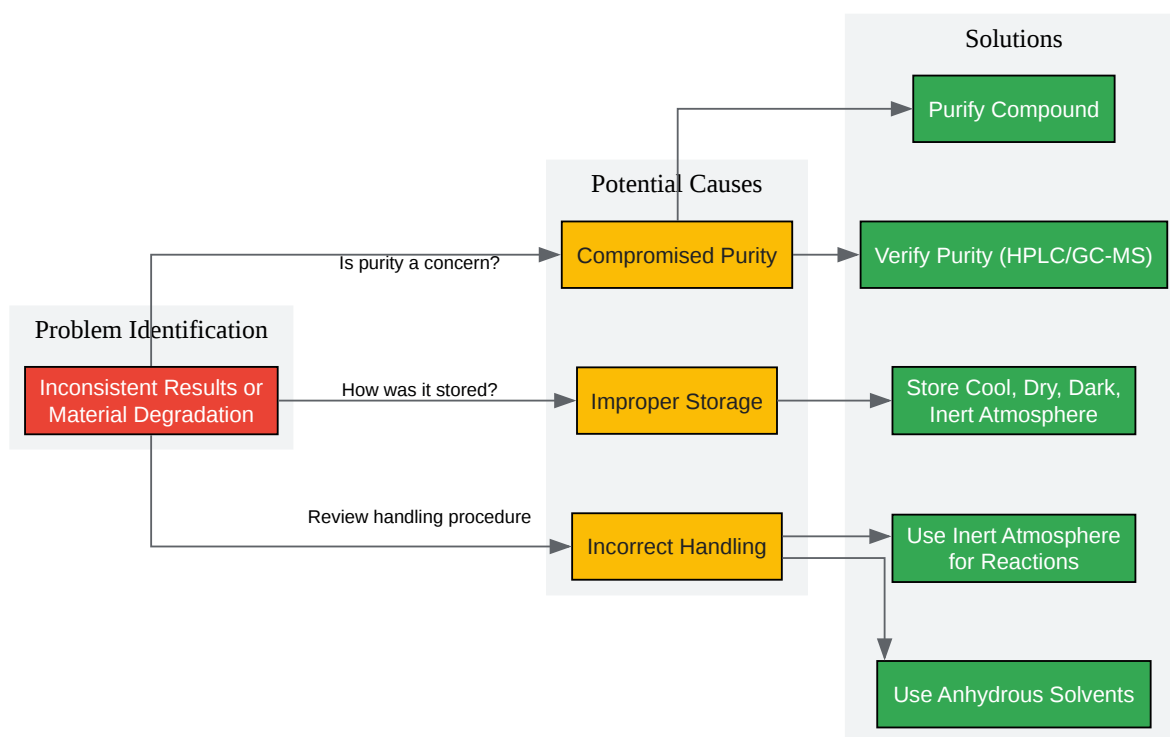 Solutions
Purify Compound
Potential Causes
Compromised Purity
Verify Purity (HPLC/GC-MS)
Is purity a concern?
Problem Identification
Inconsistent Results or
Material Degradation
How was it stored?
Improper Storage
Store Cool, Dry, Dark,
Inert Atmosphere
Review handling procedure
Incorrect Handling
Use Inert Atmosphere
for Reactions
Use Anhydrous Solvents